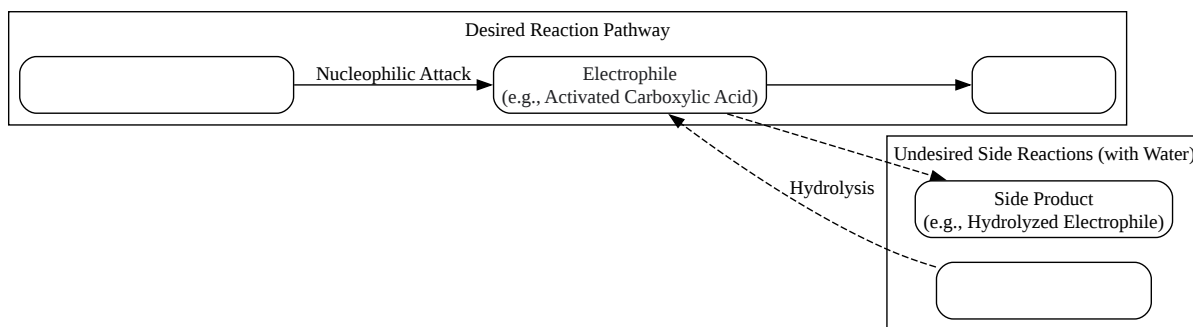 Desired Reaction Pathway
Nucleophilic Attack
Electrophile
(e.g., Activated Carboxylic Acid)
Undesired Side Reactions (with Water)
Hydrolysis
Side Product
(e.g., Hydrolyzed Electrophile)